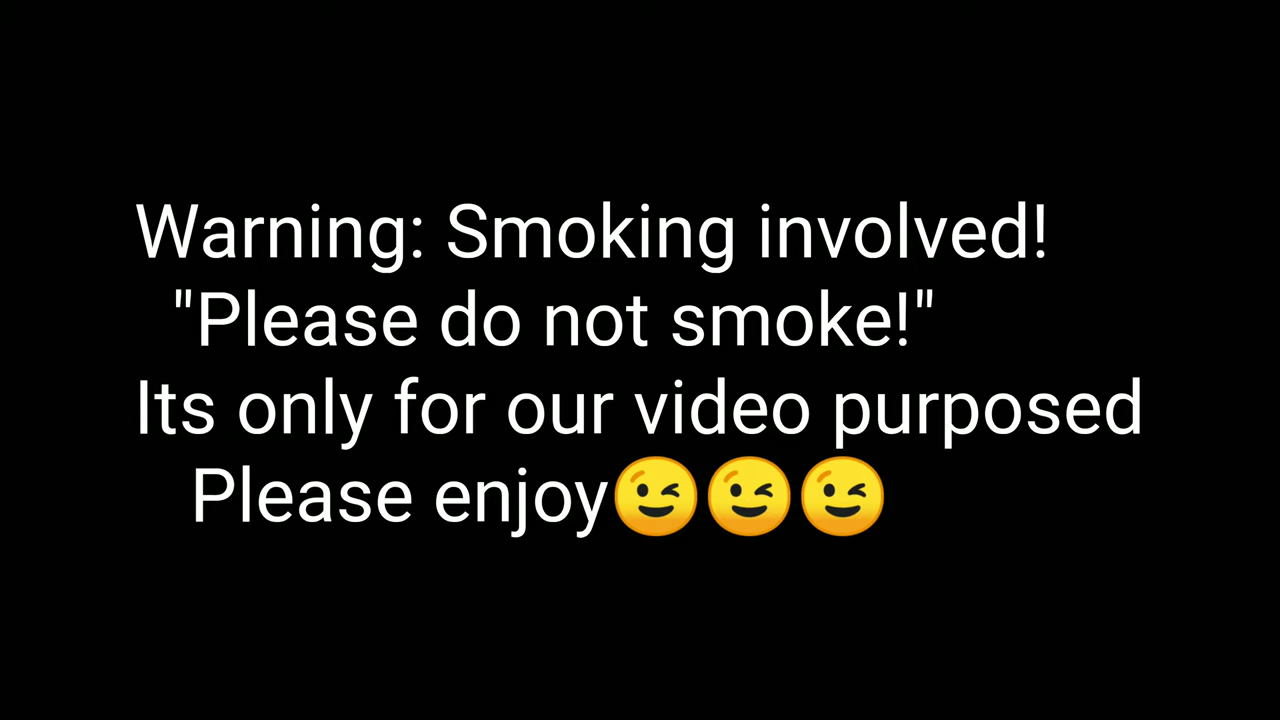 Warning: Smoking involved!
"Please do not smoke!"
Its only for our video purposed
Please enjoy😉😉😉